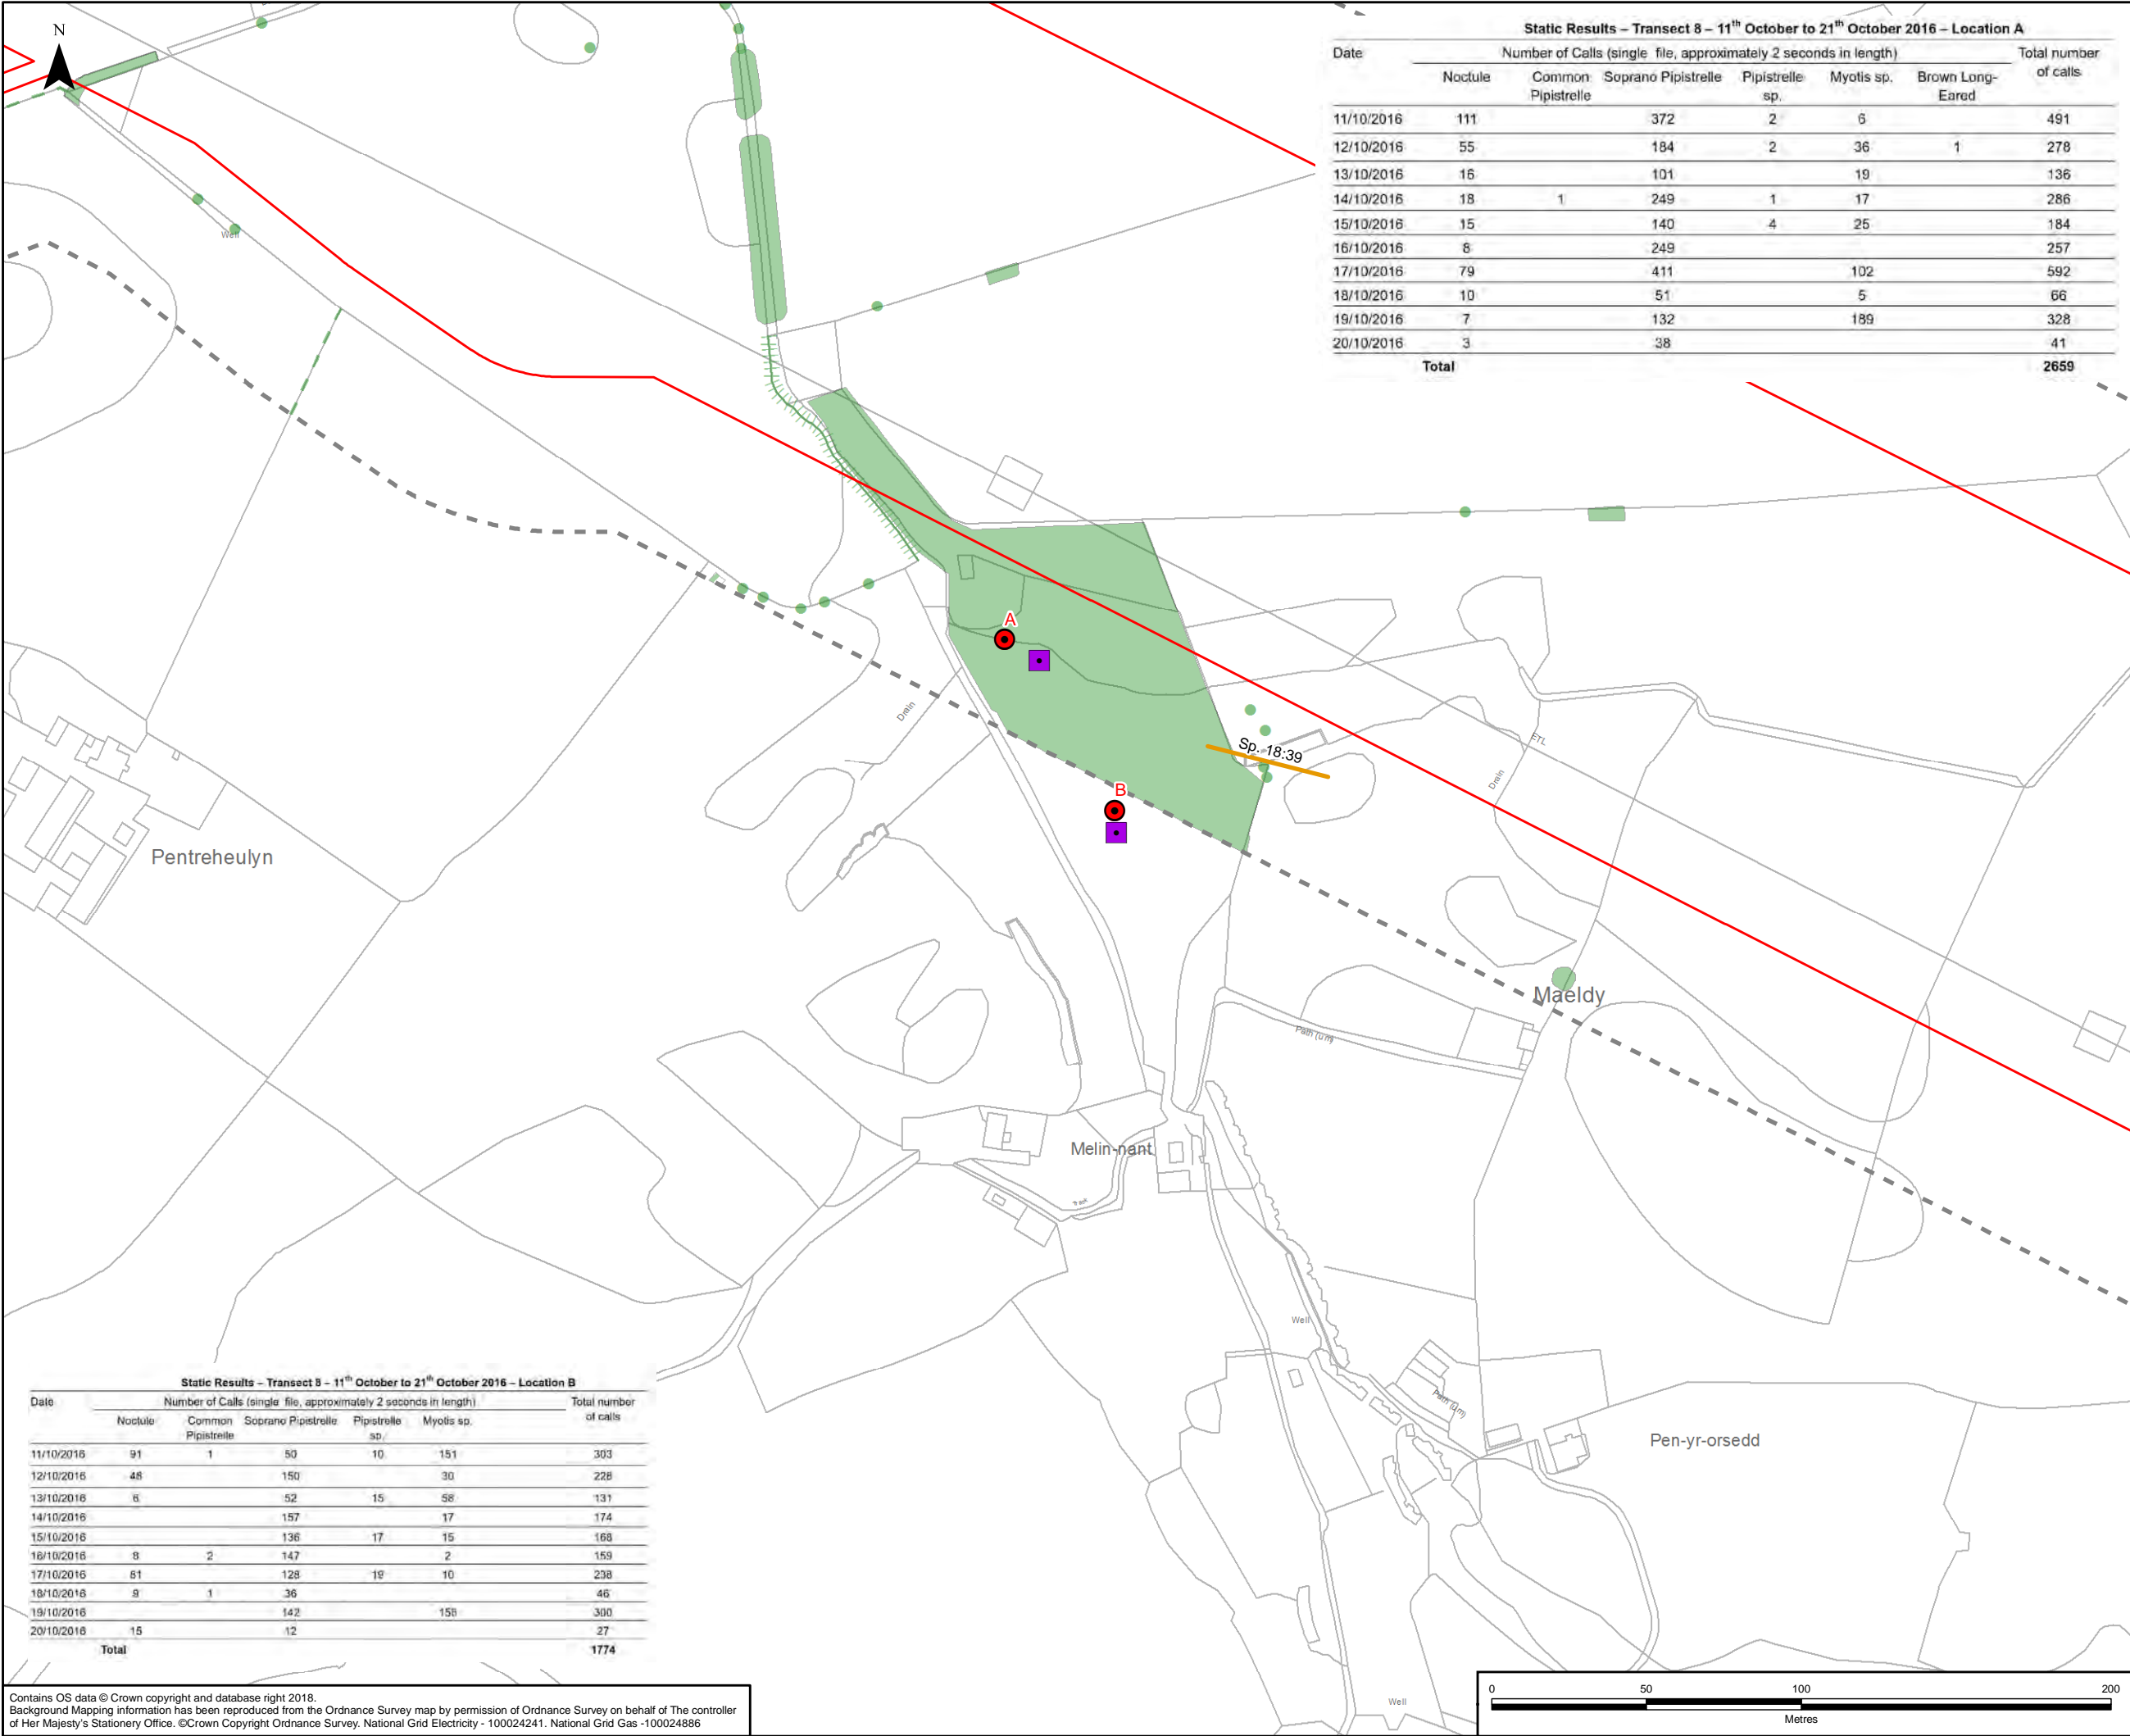 N
Static Results – Transect 8 – 11th October to 21th October 2016 – Location A
Date Number of Calls (single file, approximately 2 seconds in length) Total number of calls
Noctule Common Pipistrelle Soprano Pipistrelle Pipistrelle sp. Myotis sp. Brown Long-Eared
11/10/2016 111 372 2 6 491
12/10/2016 55 184 2 36 1 278
13/10/2016 16 101 19 136
14/10/2016 18 1 249 1 17 286
15/10/2016 15 140 4 25 184
16/10/2016 8 249 257
17/10/2016 79 411 102 592
18/10/2016 10 51 5 66
19/10/2016 7 132 189 328
20/10/2016 3 38 41
Total 2659
Well
A
Drain
Sp. 18:39
ETL
Drain
B
Pentreheulyn
Maeldy
Path (um)
Melin-nant
Well
Path (um)
Pen-yr-orsedd
Well
Static Results – Transect 8 – 11th October to 21th October 2016 – Location B
Date Number of Calls (single file, approximately 2 seconds in length) Total number of calls
Noctule Common Pipistrelle Soprano Pipistrelle Pipistrelle sp. Myotis sp.
11/10/2016 91 1 50 10 151 303
12/10/2016 48 150 30 228
13/10/2016 6 52 15 58 131
14/10/2016 157 17 174
15/10/2016 136 17 15 168
16/10/2016 8 2 147 2 159
17/10/2016 81 128 19 10 238
18/10/2016 9 1 36 46
19/10/2016 142 158 300
20/10/2016 15 12 27
Total 1774
Contains OS data © Crown copyright and database right 2018.
Background Mapping information has been reproduced from the Ordnance Survey map by permission of Ordnance Survey on behalf of The controller
of Her Majesty's Stationery Office. ©Crown Copyright Ordnance Survey. National Grid Electricity - 100024241. National Grid Gas -100024886
0 50 100 200
Metres